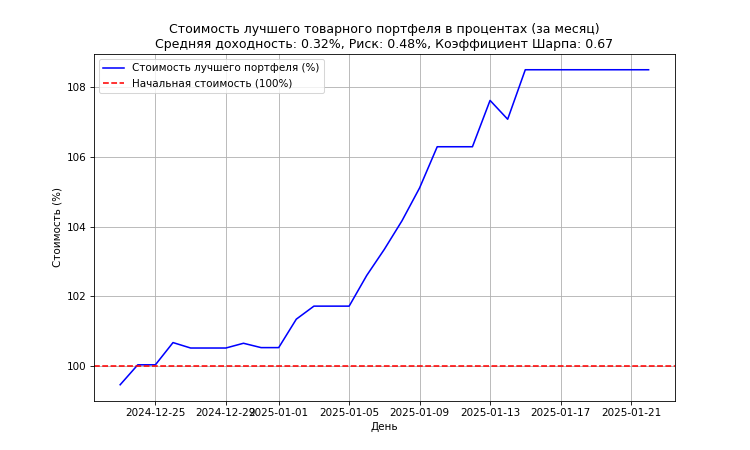 Стоимость лучшего товарного портфеля в процентах (за месяц)
Средняя доходность: 0.32%, Риск: 0.48%, Коэффициент Шарпа: 0.67
Стоимость лучшего портфеля (%)
Начальная стоимость (100%)
108
106
104
102
100
Стоимость (%)
2024-12-25 2024-12-29 2025-01-01 2025-01-05 2025-01-09 2025-01-13 2025-01-17 2025-01-21
День